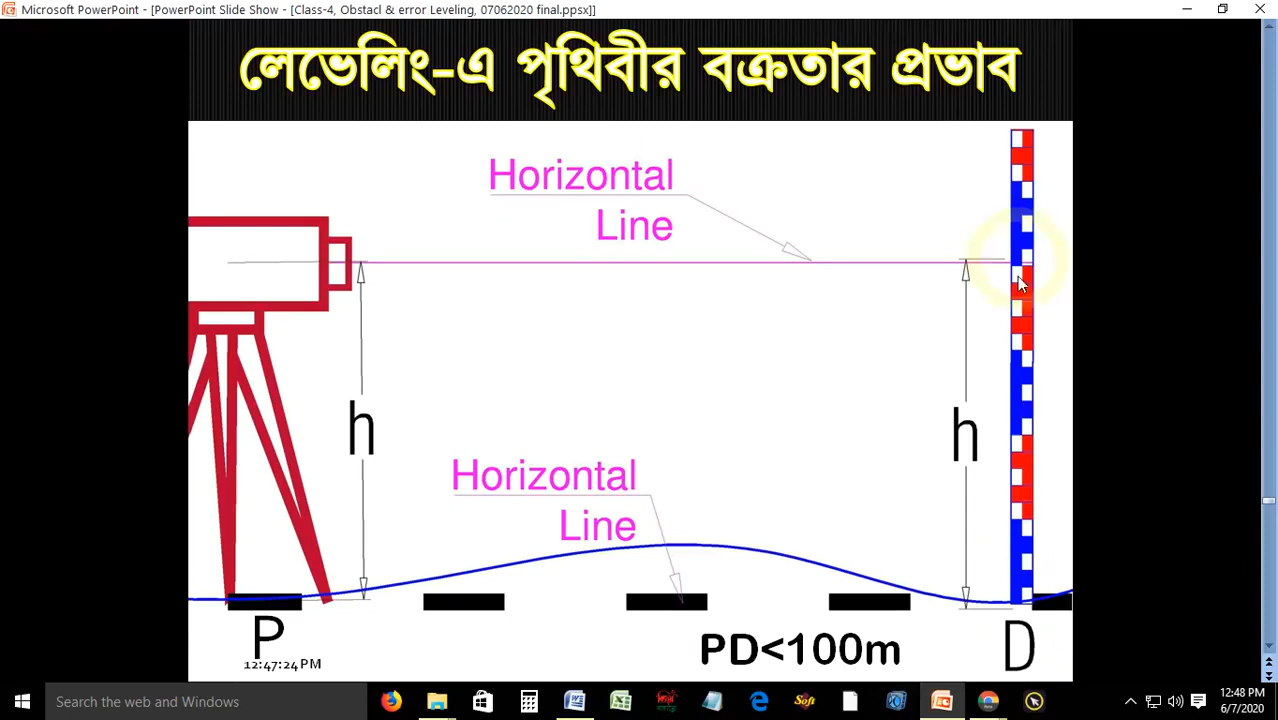 Microsoft PowerPoint - [PowerPoint Slide Show - [Class-4, Obstacl & error Leveling, 07062020 final.ppsx]]
লেভেলিং-এ পৃথিবীর বক্রতার প্রভাব
Horizontal
Line
h
h
Horizontal
Line
P
PD<100m
D
12:47:24 PM
Search the web and Windows
Soft
12:48 PM
6/7/2020